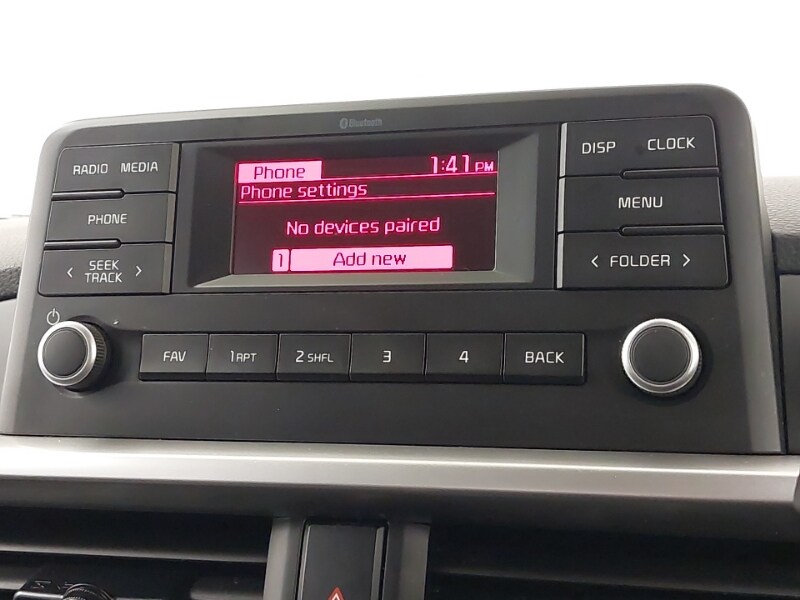 Bluetooth
RADIO MEDIA
PHONE
< SEEK TRACK >
Phone 1:41 PM
Phone settings
No devices paired
1 Add new
DISP CLOCK
MENU
< FOLDER >
FAV 1 RPT 2 SHFL 3 4 BACK